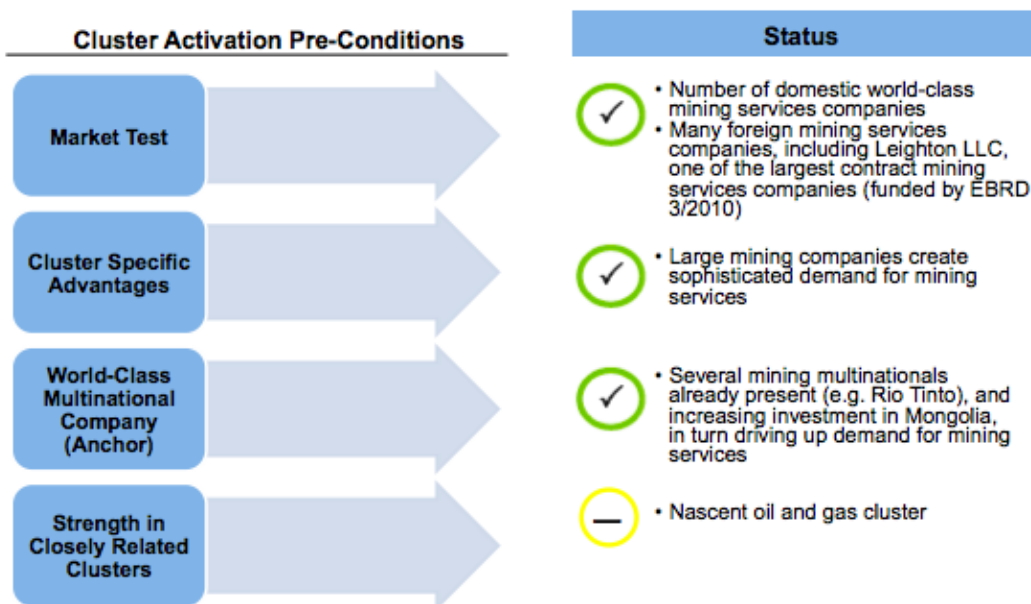 Cluster Activation Pre-Conditions
Status
Market Test
• Number of domestic world-class
mining services companies
• Many foreign mining services
companies, including Leighton LLC,
one of the largest contract mining
services companies (funded by EBRD
3/2010)
Cluster Specific
Advantages
• Large mining companies create
sophisticated demand for mining
services
World-Class
Multinational
Company
(Anchor)
• Several mining multinationals
already present (e.g. Rio Tinto), and
increasing investment in Mongolia,
in turn driving up demand for mining
services
Strength in
Closely Related
Clusters
• Nascent oil and gas cluster